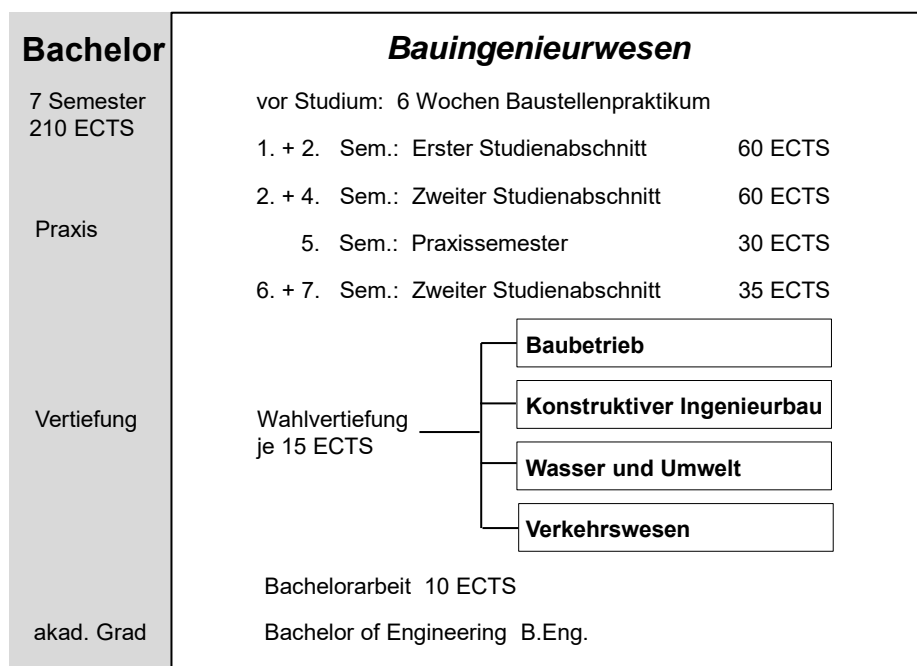 Bachelor Bauingenieurwesen
7 Semester vor Studium: 6 Wochen Baustellenpraktikum
210 ECTS
1. + 2. Sem.: Erster Studienabschnitt 60 ECTS
2. + 4. Sem.: Zweiter Studienabschnitt 60 ECTS
Praxis
5. Sem.: Praxissemester 30 ECTS
6. + 7. Sem.: Zweiter Studienabschnitt 35 ECTS
Baubetrieb
Konstruktiver Ingenieurbau
Vertiefung Wahlvertiefung
je 15 ECTS
Wasser und Umwelt
Verkehrswesen
Bachelorarbeit 10 ECTS
akad. Grad Bachelor of Engineering B.Eng.